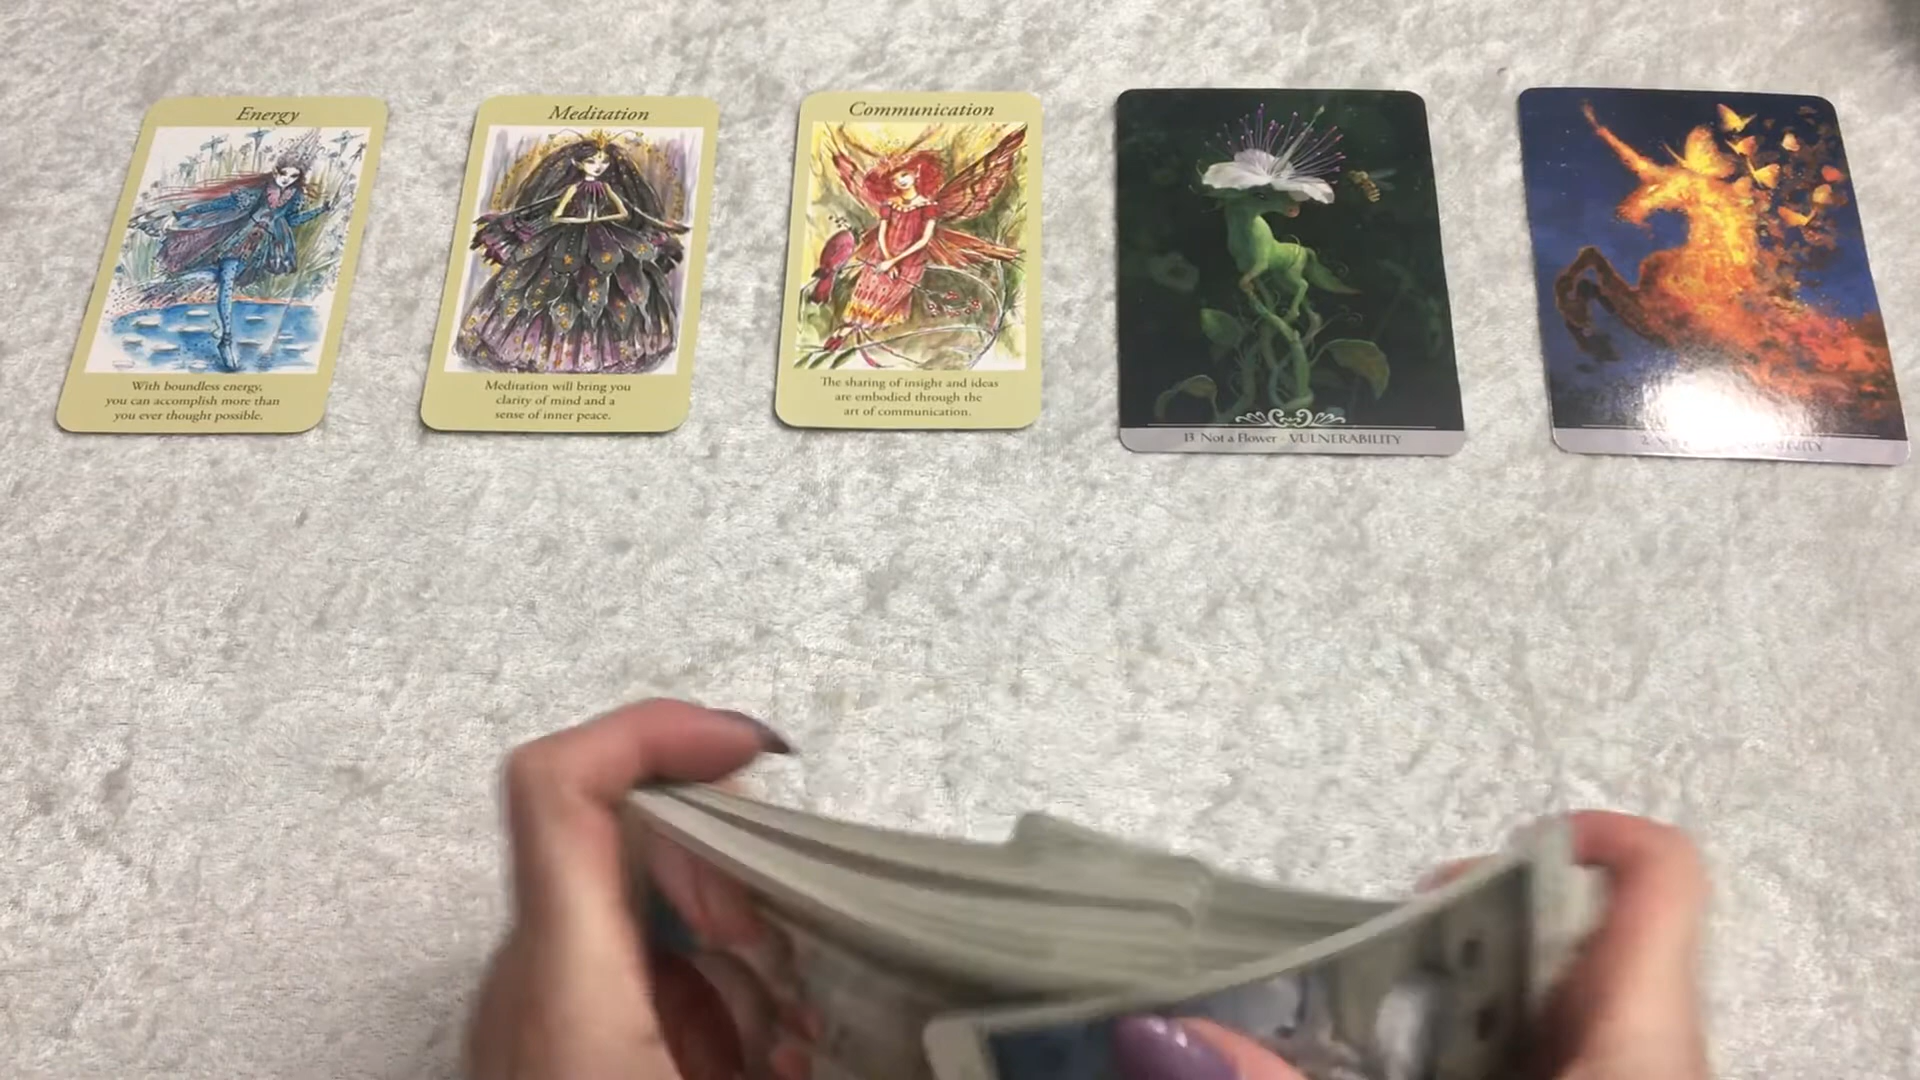 Energy
With boundless energy,
you can accomplish more than
you ever thought possible.
Meditation
Meditation will bring you
clarity of mind and a
sense of inner peace.
Communication
The sharing of insight and ideas
are embodied through the
art of communication.
13 Not a Flower - VULNERABILITY